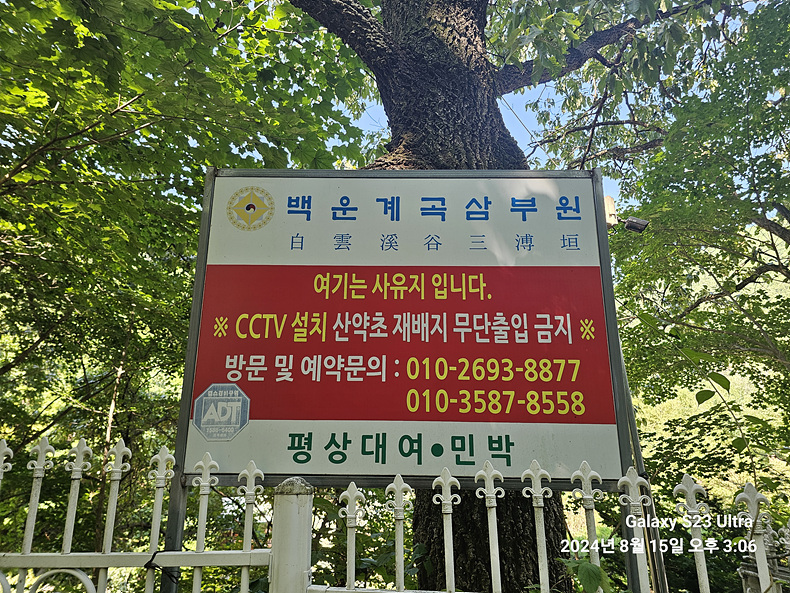 백운계곡삼부원
白雲溪谷三溥垣
여기는 사유지 입니다.
※ CCTV 설치 산약초 재배지 무단출입 금지 ※
방문 및 예약문의 : 010-2693-8877
010-3587-8558
ADT
평상대여●민박
Galaxy S23 Ultra
2024년 8월 15일 오후 3:06